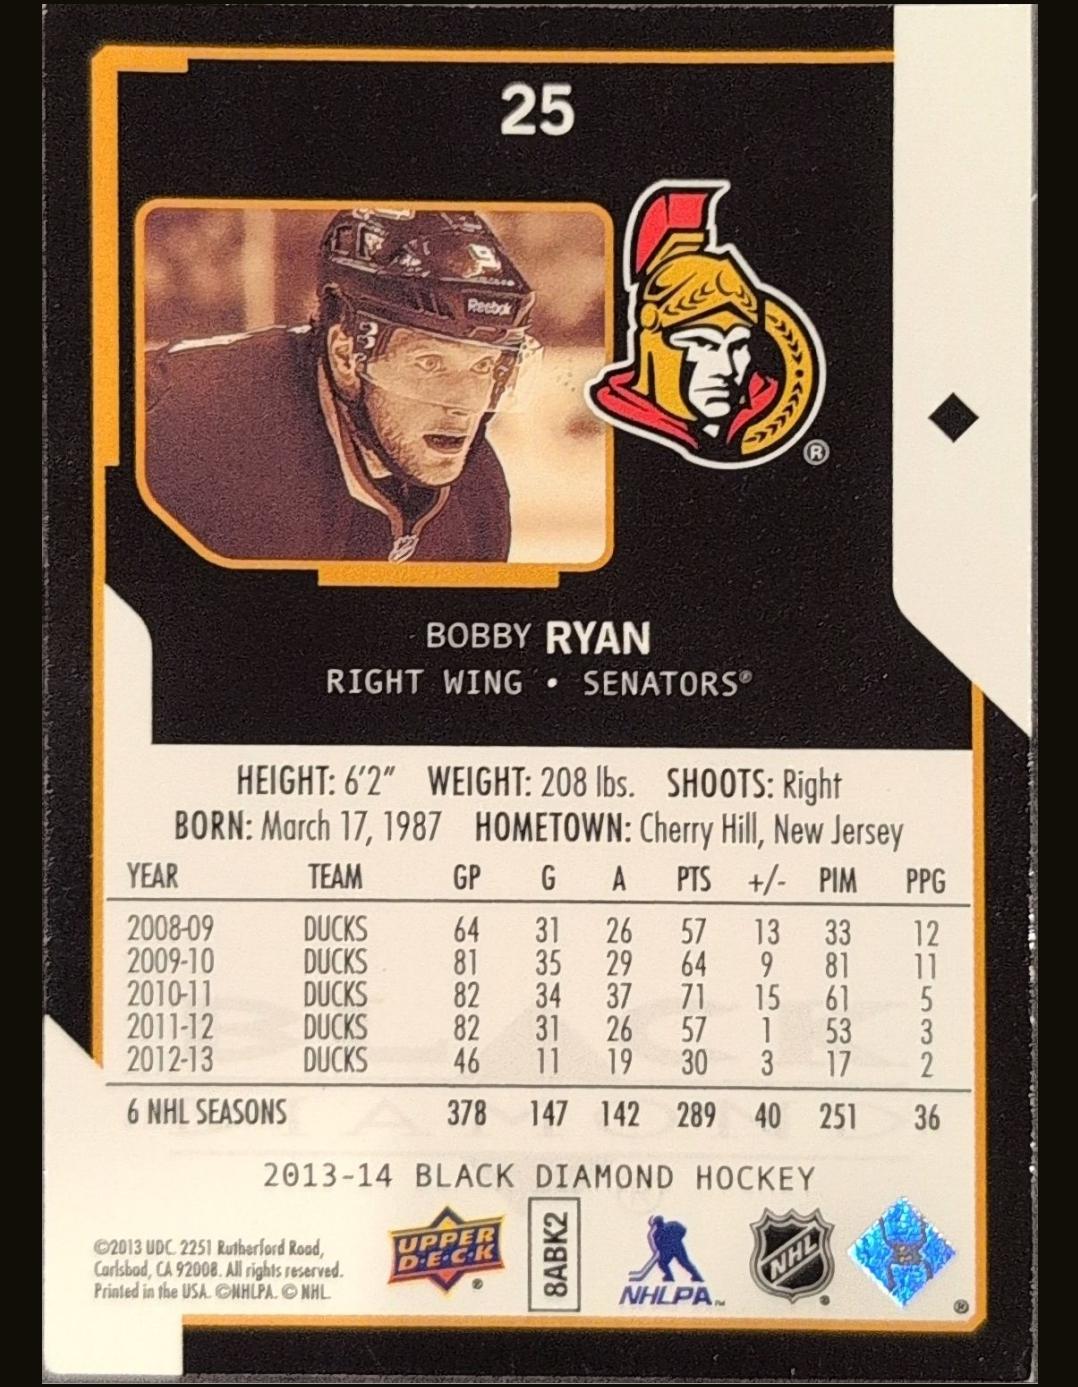 25
9
Reebok
®
BOBBY RYAN
RIGHT WING • SENATORS®
HEIGHT: 6'2" WEIGHT: 208 lbs. SHOOTS: Right
BORN: March 17, 1987 HOMETOWN: Cherry Hill, New Jersey
YEAR TEAM GP G A PTS +/- PIM PPG
2008-09 DUCKS 64 31 26 57 13 33 12
2009-10 DUCKS 81 35 29 64 9 81 11
2010-11 DUCKS 82 34 37 71 15 61 5
2011-12 DUCKS 82 31 26 57 1 53 3
2012-13 DUCKS 46 11 19 30 3 17 2
6 NHL SEASONS 378 147 142 289 40 251 36
BLACK
DIAMOND
2013-14 BLACK DIAMOND HOCKEY
©2013 UDC. 2251 Rutherford Road,
Carlsbad, CA 92008. All rights reserved.
Printed in the USA. ©NHLPA. © NHL.
UPPER
D•E•C•K ®
8ABK2
NHLPA™
NHL ®
®